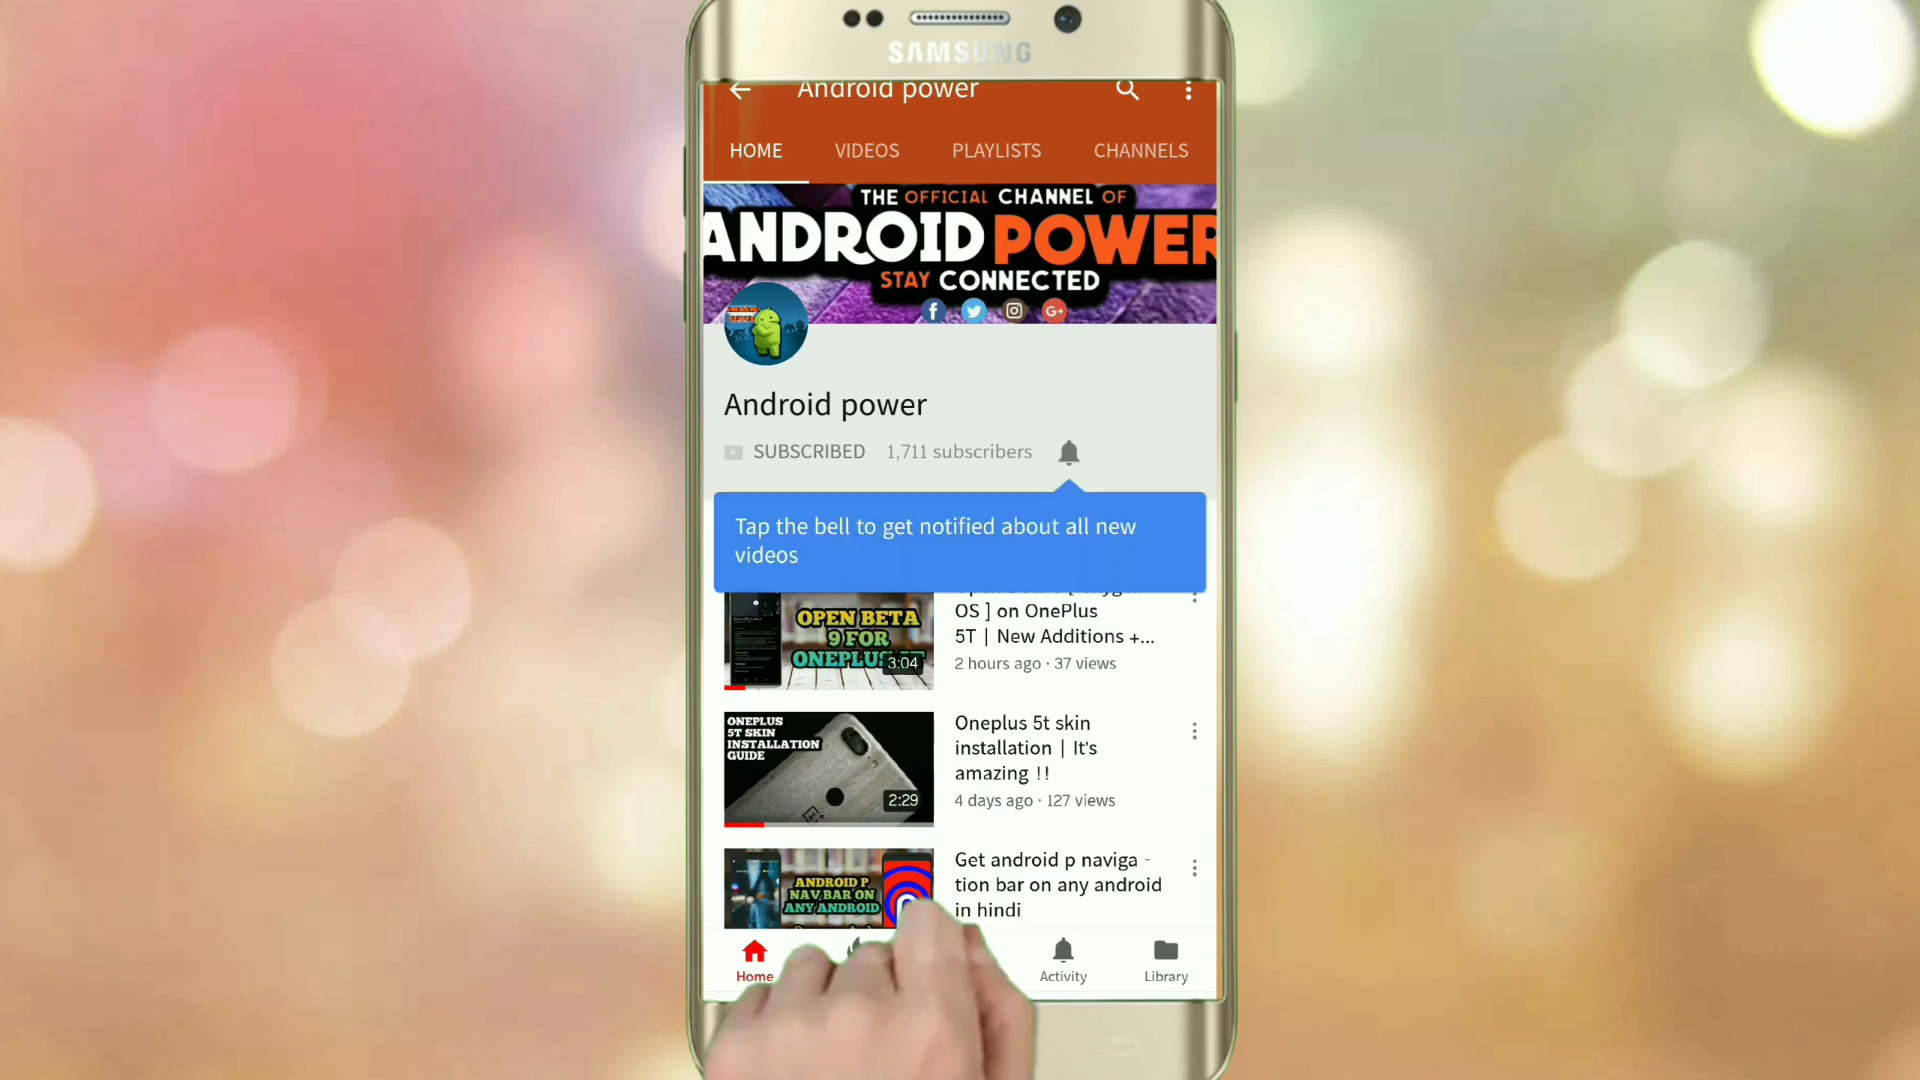 SAMSUNG
Android power
HOME VIDEOS PLAYLISTS CHANNELS
THE OFFICIAL CHANNEL OF
ANDROID POWER
STAY CONNECTED
Android power
SUBSCRIBED 1,711 subscribers
Tap the bell to get notified about all new
videos
OPEN BETA
9 FOR
ONEPLUS
3:04
OS ] on OnePlus
5T | New Additions +...
2 hours ago · 37 views
ONEPLUS
5T SKIN
INSTALLATION
GUIDE
2:29
Oneplus 5t skin
installation | It's
amazing !!
4 days ago · 127 views
ANDROID P
NAV BAR ON
ANY ANDROID
Get android p naviga -
tion bar on any android
in hindi
Home
Activity
Library